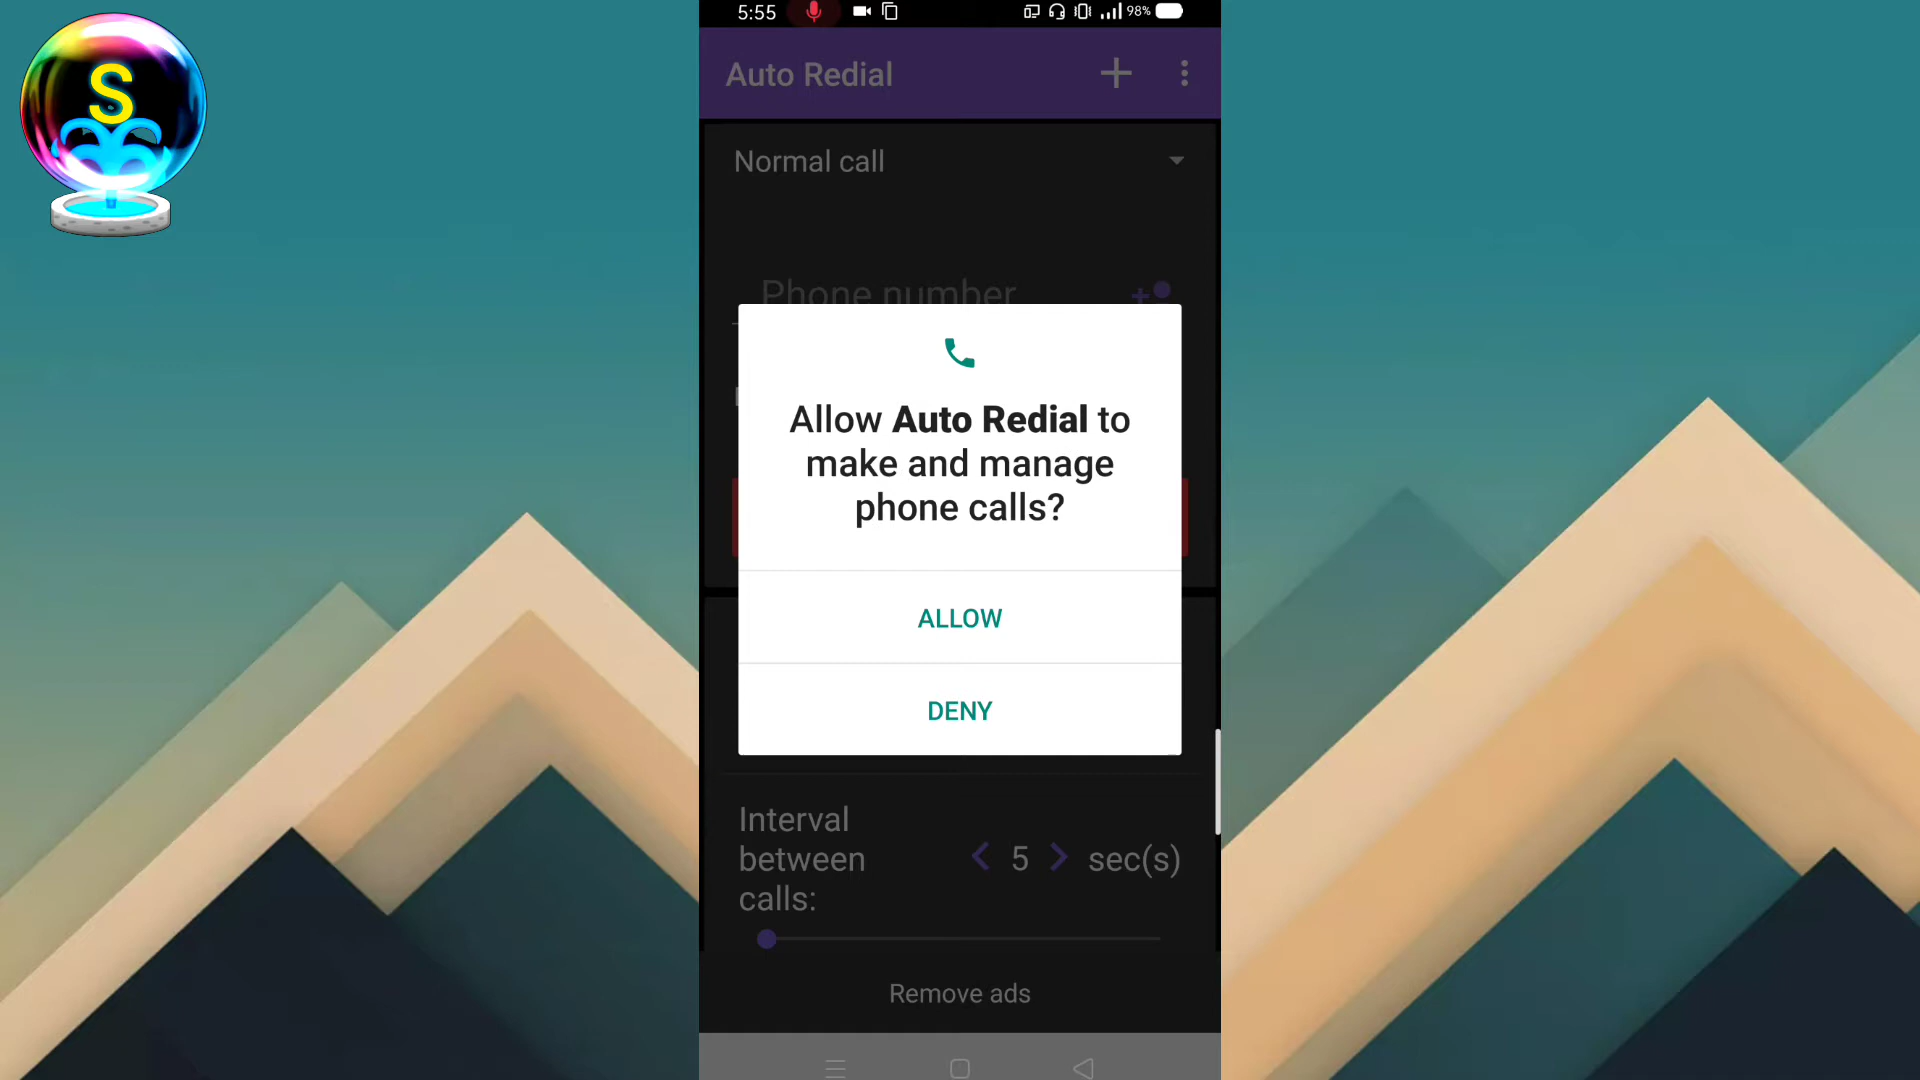 S
5:55
98%
Auto Redial
Normal call
Phone number
Allow Auto Redial to
make and manage
phone calls?
ALLOW
DENY
Interval
between
calls:
5
sec(s)
Remove ads